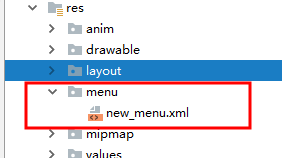 res
anim
drawable
layout
menu
new_menu.xml
mipmap
values